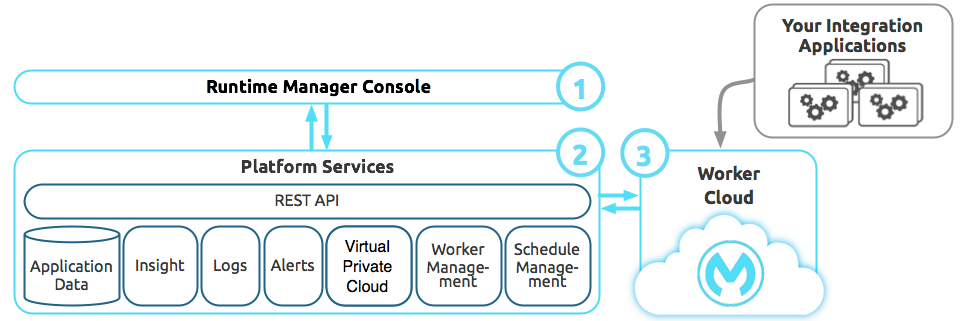 Your Integration
Applications
Runtime Manager Console
1
Platform Services
2
3
Worker
Cloud
REST API
Application
Data
Insight
Logs
Alerts
Virtual
Private
Cloud
Worker
Manage-
ment
Schedule
Manage-
ment